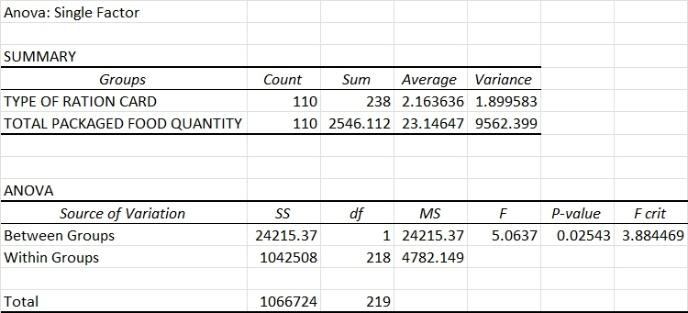 Anova: Single Factor
SUMMARY
Groups Count Sum Average Variance
TYPE OF RATION CARD 110 238 2.163636 1.899583
TOTAL PACKAGED FOOD QUANTITY 110 2546.112 23.14647 9562.399
ANOVA
Source of Variation SS df MS F P-value F crit
Between Groups 24215.37 1 24215.37 5.0637 0.02543 3.884469
Within Groups 1042508 218 4782.149
Total 1066724 219